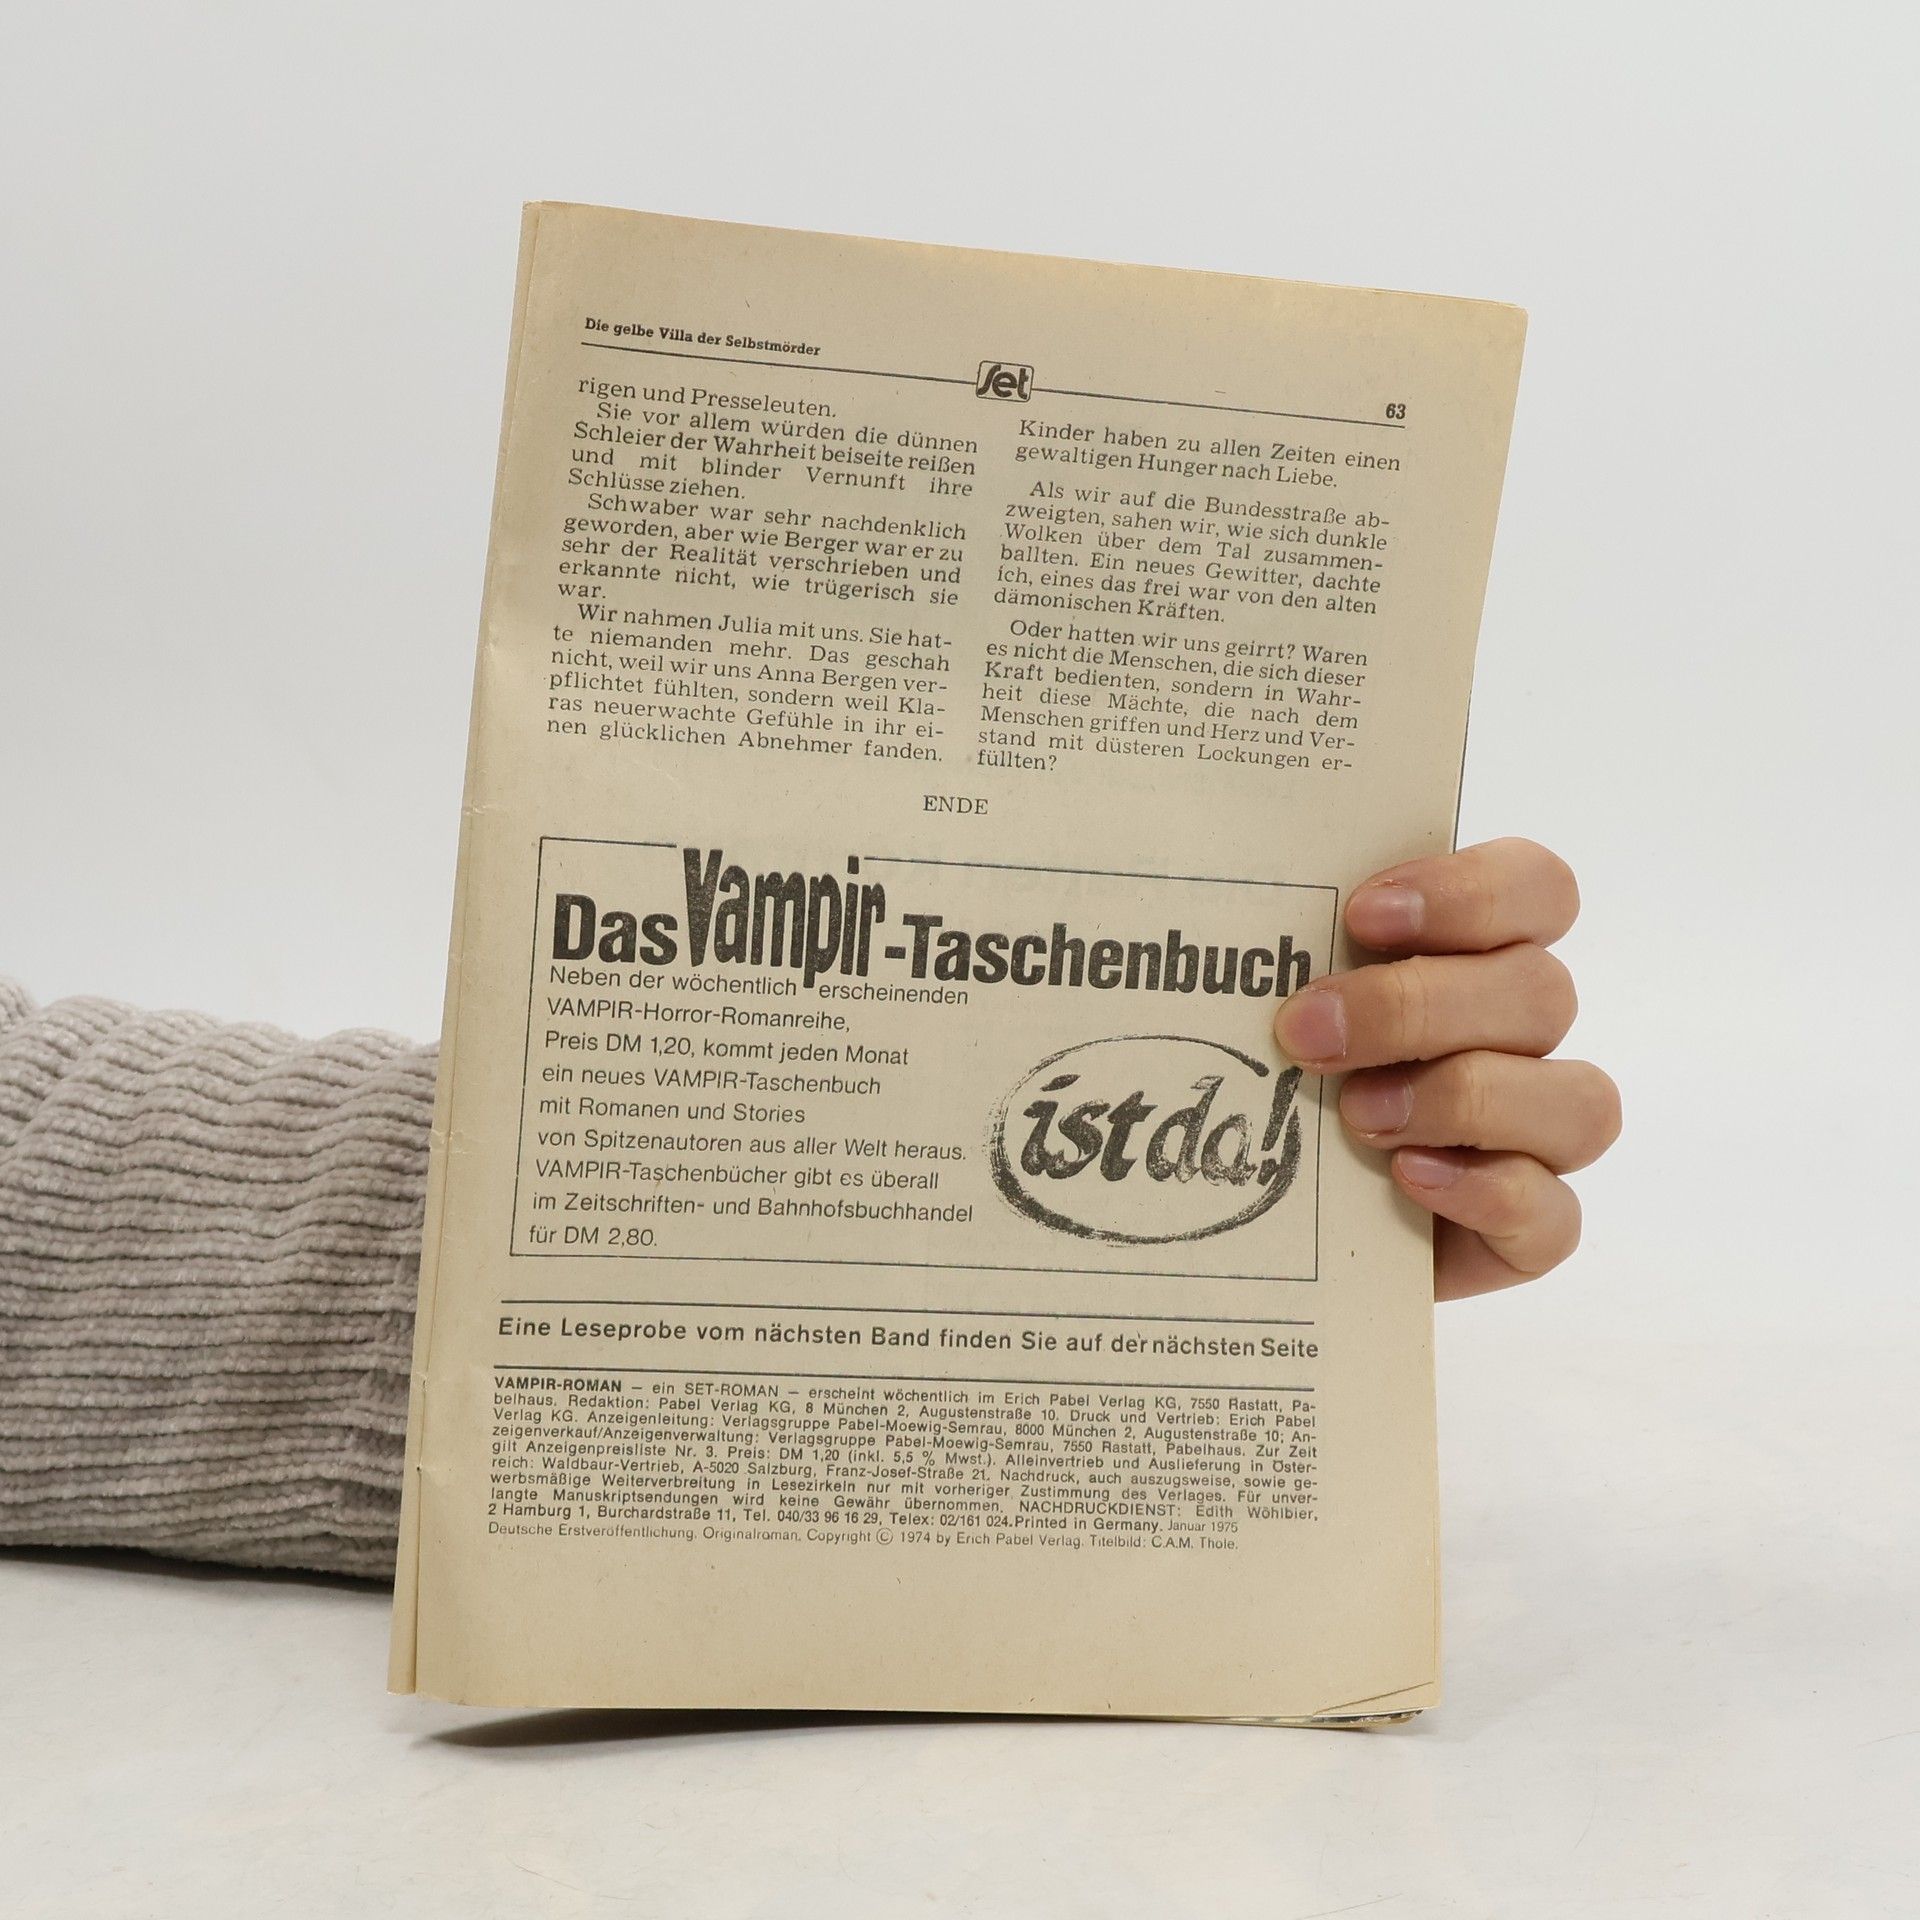 Die gelbe Villa der Selbstmörder
Set
63
rigen und Presseleuten.
Sie vor allem würden die dünnen
Schleier der Wahrheit beiseite reißen
und mit blinder Vernunft ihre
Schlüsse ziehen.
Schwaber war sehr nachdenklich
geworden, aber wie Berger war er zu
sehr der Realität verschrieben und
erkannte nicht, wie trügerisch sie
war.
Wir nahmen Julia mit uns. Sie hat-
te niemanden mehr. Das geschah
nicht, weil wir uns Anna Bergen ver-
pflichtet fühlten, sondern weil Kla-
ras neuerwachte Gefühle in ihr ei-
nen glücklichen Abnehmer fanden.
Kinder haben zu allen Zeiten einen
gewaltigen Hunger nach Liebe.
Als wir auf die Bundesstraße ab-
zweigten, sahen wir, wie sich dunkle
Wolken über dem Tal zusammen-
ballten. Ein neues Gewitter, dachte
ich, eines das frei war von den alten
dämonischen Kräften.
Oder hatten wir uns geirrt? Waren
es nicht die Menschen, die sich dieser
Kraft bedienten, sondern in Wahr-
heit diese Mächte, die nach dem
Menschen griffen und Herz und Ver-
stand mit düsteren Lockungen er-
füllten?
ENDE
Das Vampir-Taschenbuch
Neben der wöchentlich erscheinenden
VAMPIR-Horror-Romanreihe,
Preis DM 1,20, kommt jeden Monat
ein neues VAMPIR-Taschenbuch
mit Romanen und Stories
von Spitzenautoren aus aller Welt heraus.
VAMPIR-Taschenbücher gibt es überall
im Zeitschriften- und Bahnhofsbuchhandel
für DM 2,80.
ist da!
Eine Leseprobe vom nächsten Band finden Sie auf der nächsten Seite
VAMPIR-ROMAN — ein SET-ROMAN — erscheint wöchentlich im Erich Pabel Verlag KG, 7550 Rastatt, Pa-
belhaus. Redaktion: Pabel Verlag KG, 8 München 2, Augustenstraße 10. Druck und Vertrieb: Erich Pabel
Verlag KG. Anzeigenleitung: Verlagsgruppe Pabel-Moewig-Semrau, 8000 München 2, Augustenstraße 10; An-
zeigenverkauf/Anzeigenverwaltung: Verlagsgruppe Pabel-Moewig-Semrau, 7550 Rastatt, Pabelhaus. Zur Zeit
gilt Anzeigenpreisliste Nr. 3. Preis: DM 1,20 (inkl. 5,5 % Mwst.). Alleinvertrieb und Auslieferung in Öster-
reich: Waldbaur-Vertrieb, A-5020 Salzburg, Franz-Josef-Straße 21. Nachdruck, auch auszugsweise, sowie ge-
werbsmäßige Weiterverbreitung in Lesezirkeln nur mit vorheriger Zustimmung des Verlages. Für unver-
langte Manuskriptsendungen wird keine Gewähr übernommen. NACHDRUCKDIENST: Edith Wöhlbier,
2 Hamburg 1, Burchardstraße 11, Tel. 040/33 96 16 29, Telex: 02/161 024. Printed in Germany. Januar 1975
Deutsche Erstveröffentlichung. Originalroman. Copyright © 1974 by Erich Pabel Verlag. Titelbild: C.A.M. Thole.